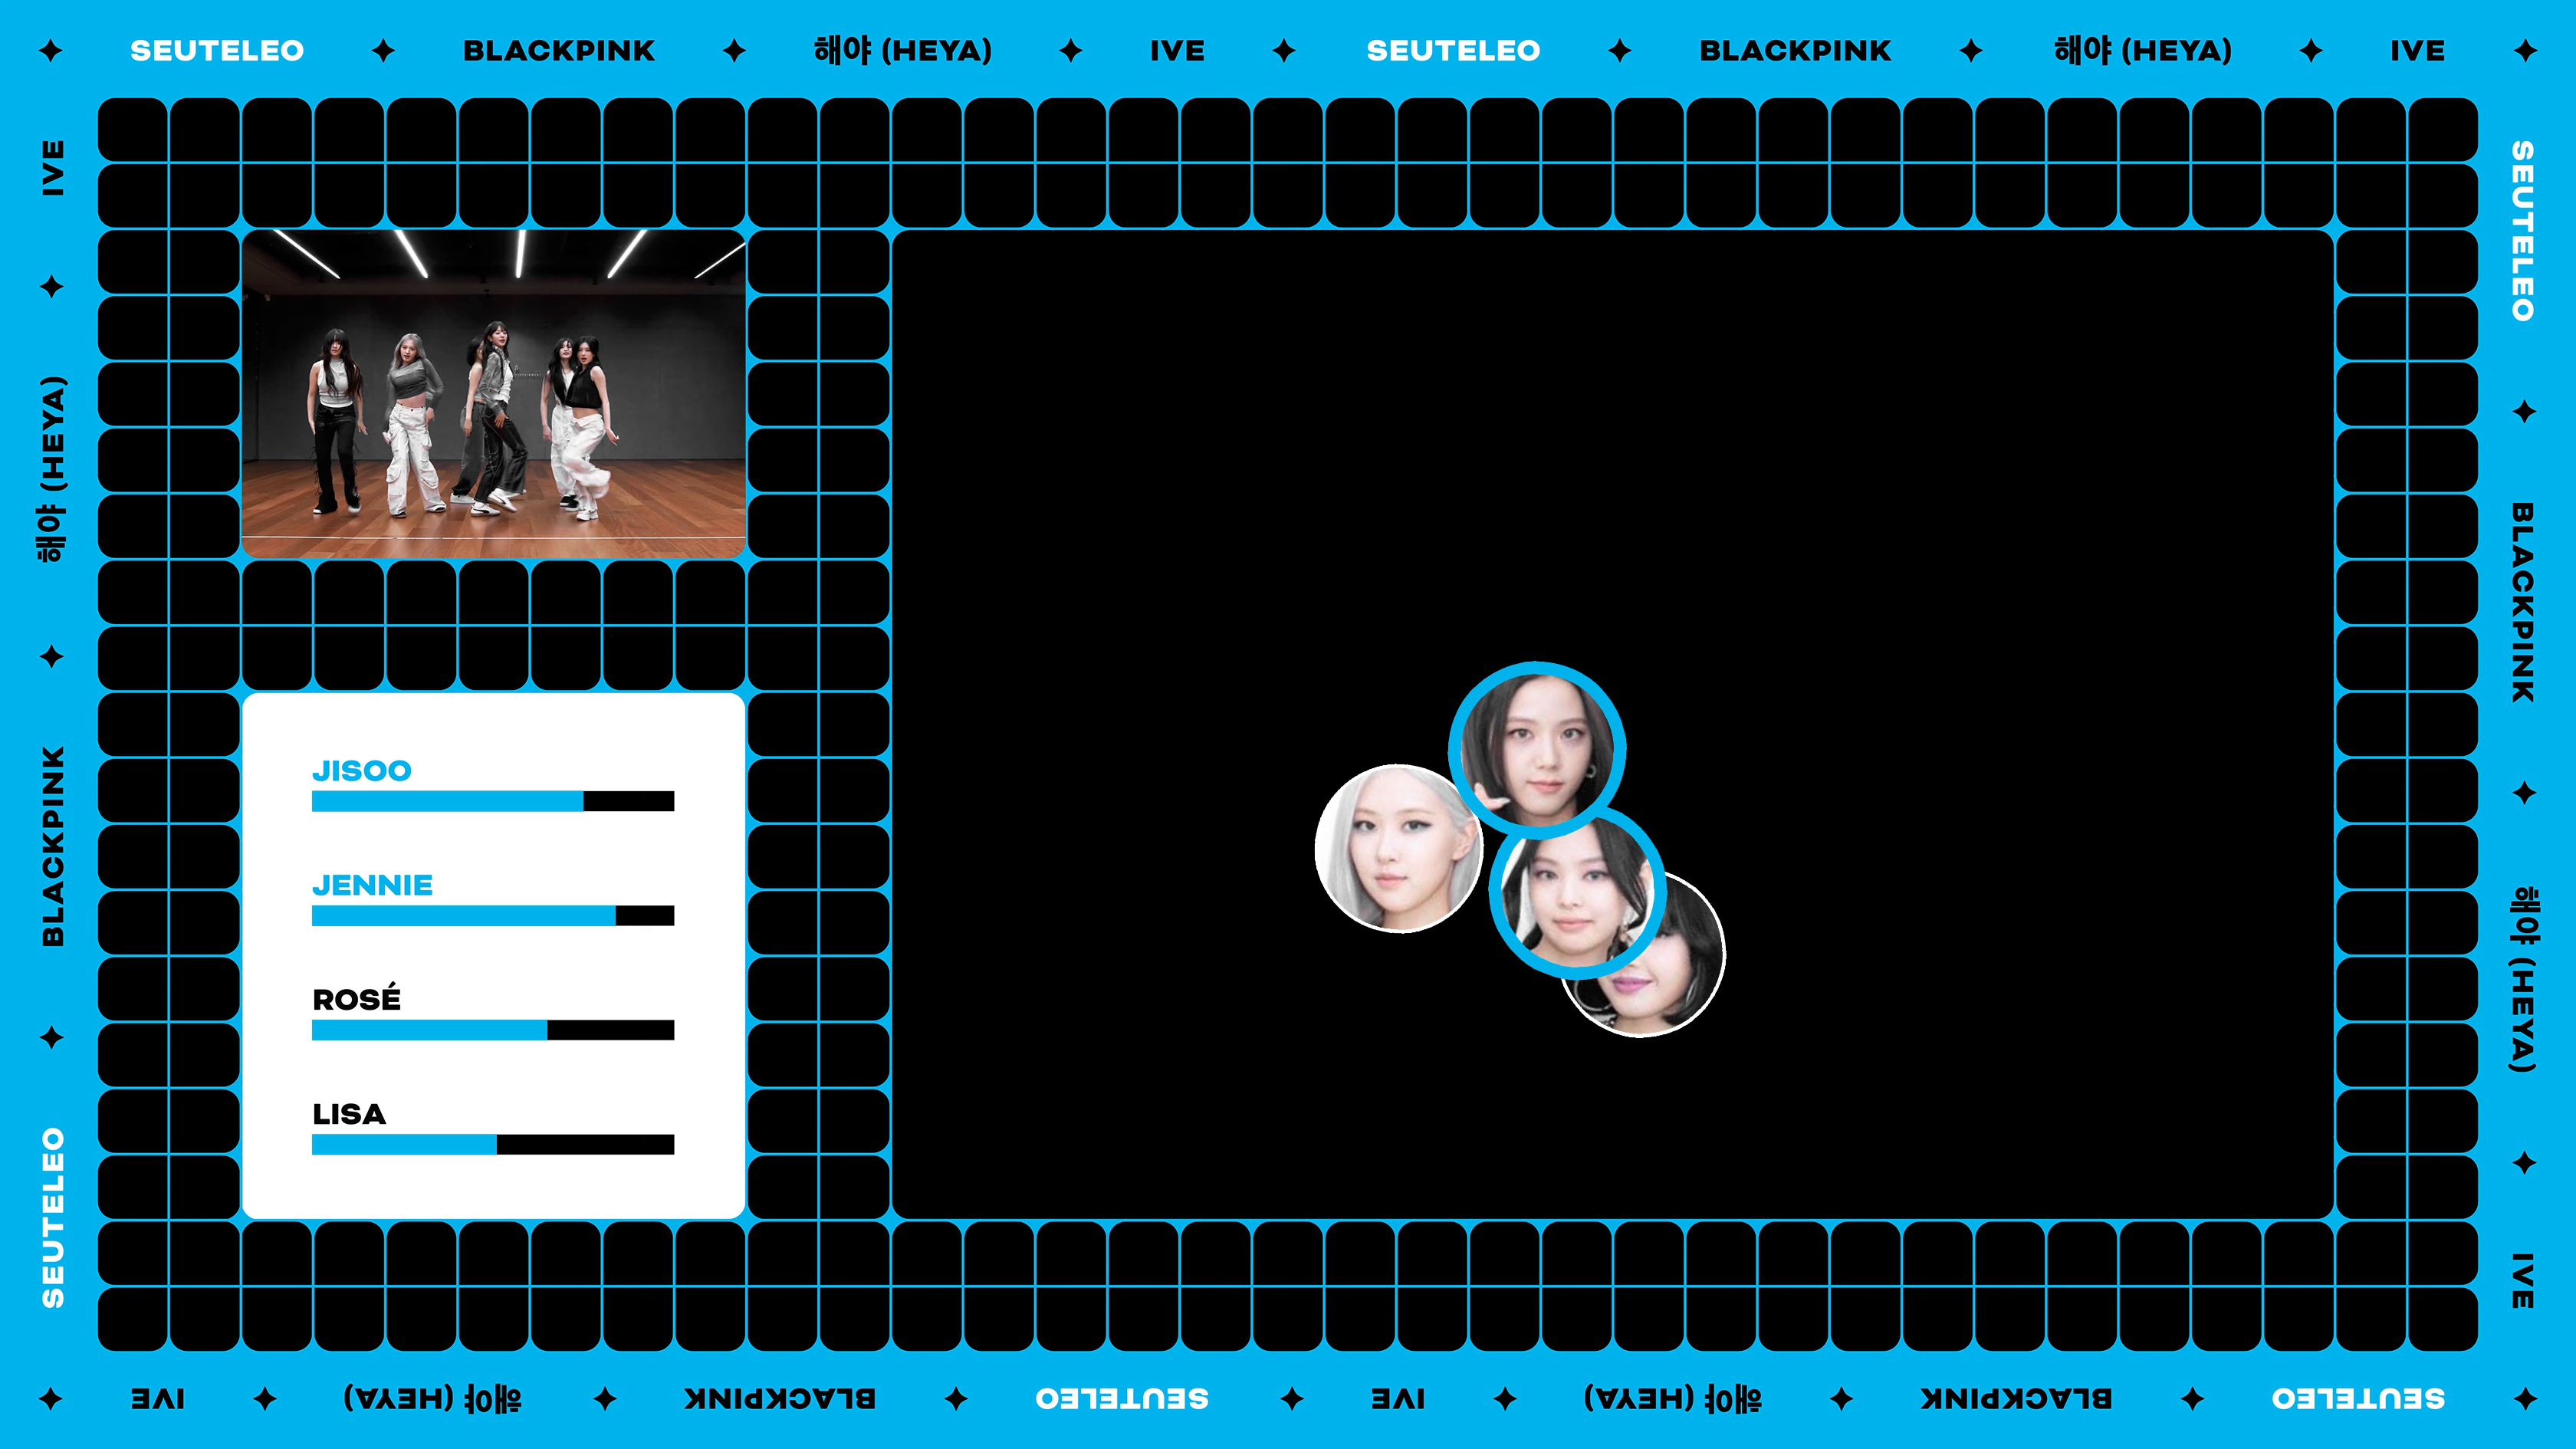 SEUTELEO ✦ BLACKPINK ✦ 해야 (HEYA) ✦ IVE ✦ SEUTELEO ✦ BLACKPINK ✦ 해야 (HEYA) ✦ IVE
SEUTELEO ✦ BLACKPINK ✦ 해야 (HEYA) ✦ IVE
JISOO
JENNIE
ROSÉ
LISA
SEUTELEO ✦ BLACKPINK ✦ 해야 (HEYA) ✦ IVE
SEUTELEO ✦ BLACKPINK ✦ 해야 (HEYA) ✦ IVE ✦ SEUTELEO ✦ BLACKPINK ✦ 해야 (HEYA) ✦ IVE